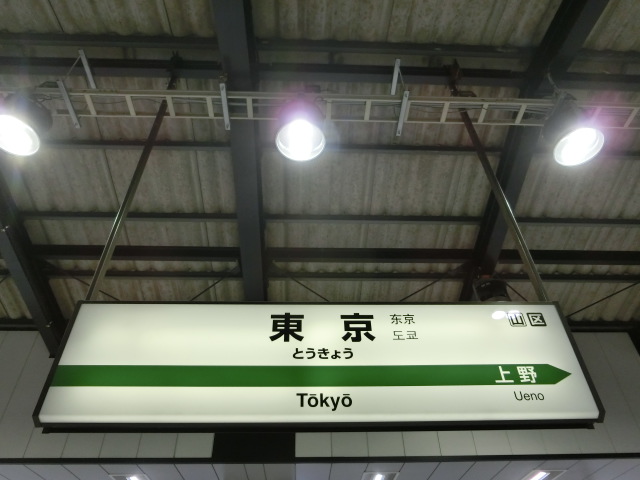 東京
东京
도쿄
山区
とうきょう
上野
Tōkyō
Ueno